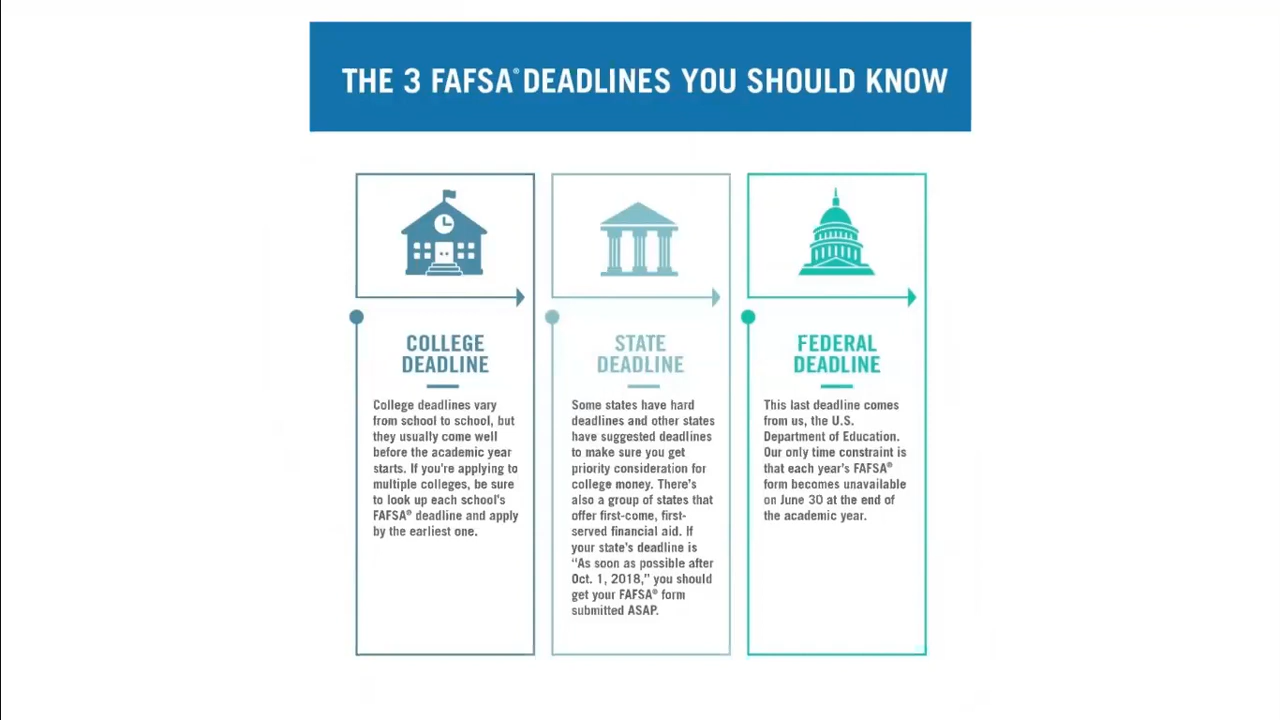 THE 3 FAFSA® DEADLINES YOU SHOULD KNOW
COLLEGE
DEADLINE
College deadlines vary
from school to school, but
they usually come well
before the academic year
starts. If you're applying to
multiple colleges, be sure
to look up each school's
FAFSA® deadline and apply
by the earliest one.
STATE
DEADLINE
Some states have hard
deadlines and other states
have suggested deadlines
to make sure you get
priority consideration for
college money. There's
also a group of states that
offer first-come, first-
served financial aid. If
your state's deadline is
"As soon as possible after
Oct. 1, 2018," you should
get your FAFSA® form
submitted ASAP.
FEDERAL
DEADLINE
This last deadline comes
from us, the U.S.
Department of Education.
Our only time constraint is
that each year's FAFSA®
form becomes unavailable
on June 30 at the end of
the academic year.